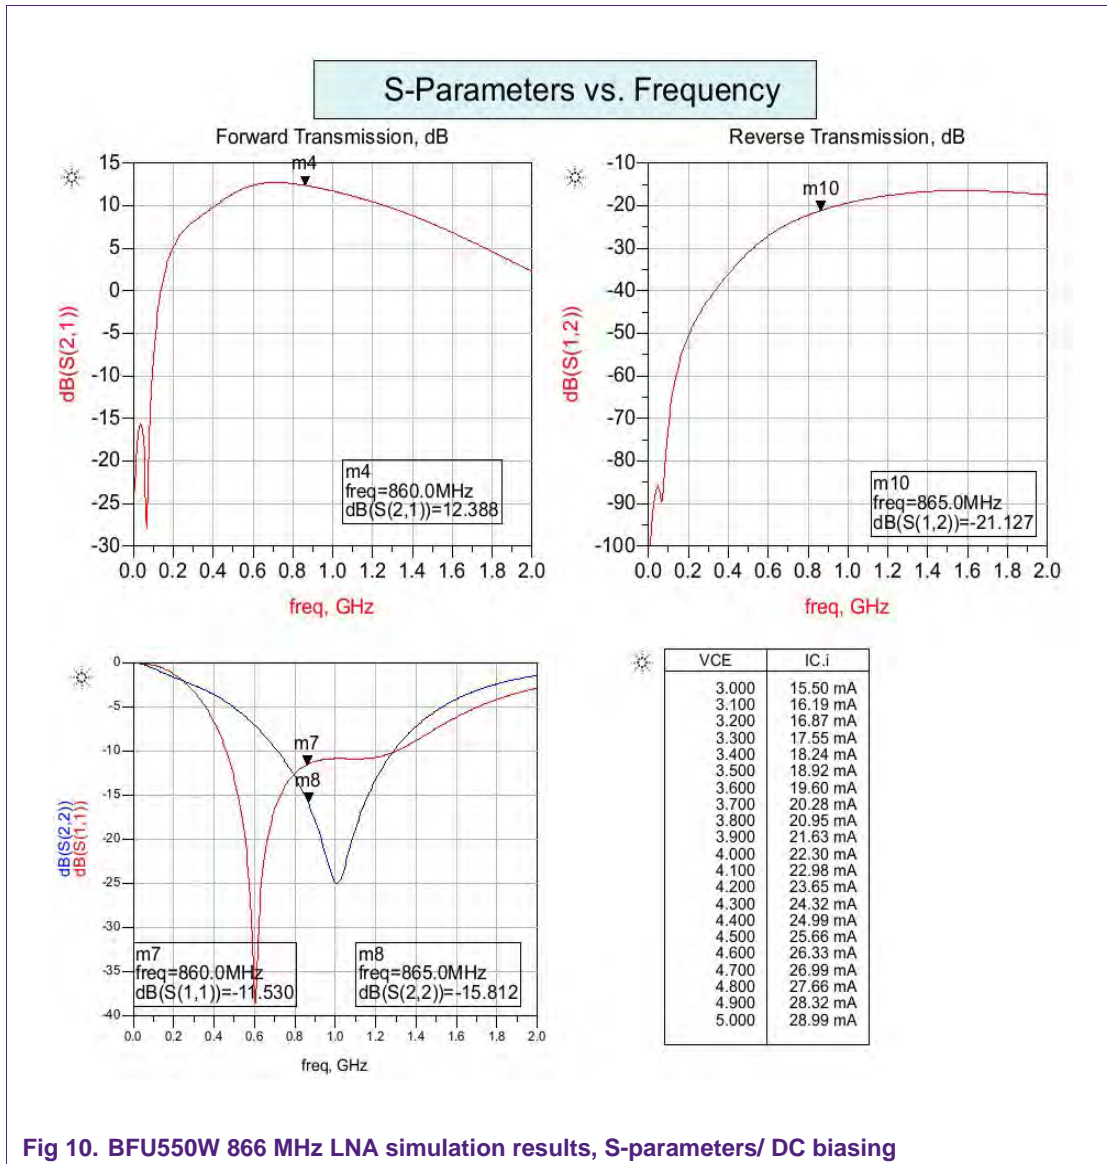 S-Parameters vs. Frequency
Forward Transmission, dB
m4
15
10
5
0
-5
-10
-15
-20
-25
-30
dB(S(2,1))
m4
freq=860.0MHz
dB(S(2,1))=12.388
0.0 0.2 0.4 0.6 0.8 1.0 1.2 1.4 1.6 1.8 2.0
freq, GHz
Reverse Transmission, dB
m10
-10
-20
-30
-40
-50
-60
-70
-80
-90
-100
dB(S(1,2))
m10
freq=865.0MHz
dB(S(1,2))=-21.127
0.0 0.2 0.4 0.6 0.8 1.0 1.2 1.4 1.6 1.8 2.0
freq, GHz
0
-5
-10
-15
-20
-25
-30
-35
-40
dB(S(2,2))
dB(S(1,1))
m7
m8
m7
freq=860.0MHz
dB(S(1,1))=-11.530
m8
freq=865.0MHz
dB(S(2,2))=-15.812
0.0 0.2 0.4 0.6 0.8 1.0 1.2 1.4 1.6 1.8 2.0
freq, GHz
VCE IC.i
3.000 15.50 mA
3.100 16.19 mA
3.200 16.87 mA
3.300 17.55 mA
3.400 18.24 mA
3.500 18.92 mA
3.600 19.60 mA
3.700 20.28 mA
3.800 20.95 mA
3.900 21.63 mA
4.000 22.30 mA
4.100 22.98 mA
4.200 23.65 mA
4.300 24.32 mA
4.400 24.99 mA
4.500 25.66 mA
4.600 26.33 mA
4.700 26.99 mA
4.800 27.66 mA
4.900 28.32 mA
5.000 28.99 mA
Fig 10. BFU550W 866 MHz LNA simulation results, S-parameters/ DC biasing